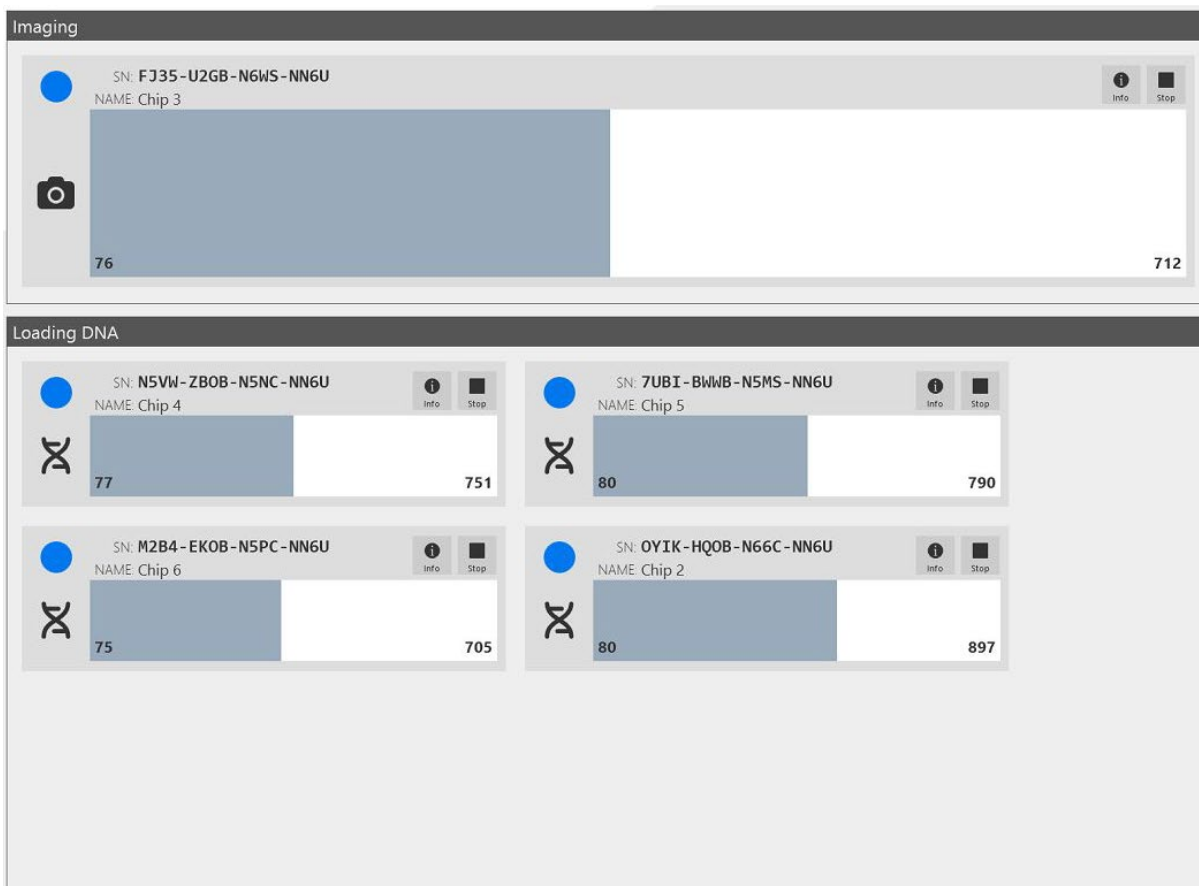 Imaging
SN: FJ35-U2GB-N6WS-NN6U
NAME: Chip 3
Info
Stop
76
712
Loading DNA
SN: N5VW-ZBOB-N5NC-NN6U
NAME: Chip 4
Info
Stop
77
751
SN: 7UBI-BWWB-N5MS-NN6U
NAME: Chip 5
Info
Stop
80
790
SN: M2B4-EKOB-N5PC-NN6U
NAME: Chip 6
Info
Stop
75
705
SN: OYIK-HQOB-N66C-NN6U
NAME: Chip 2
Info
Stop
80
897